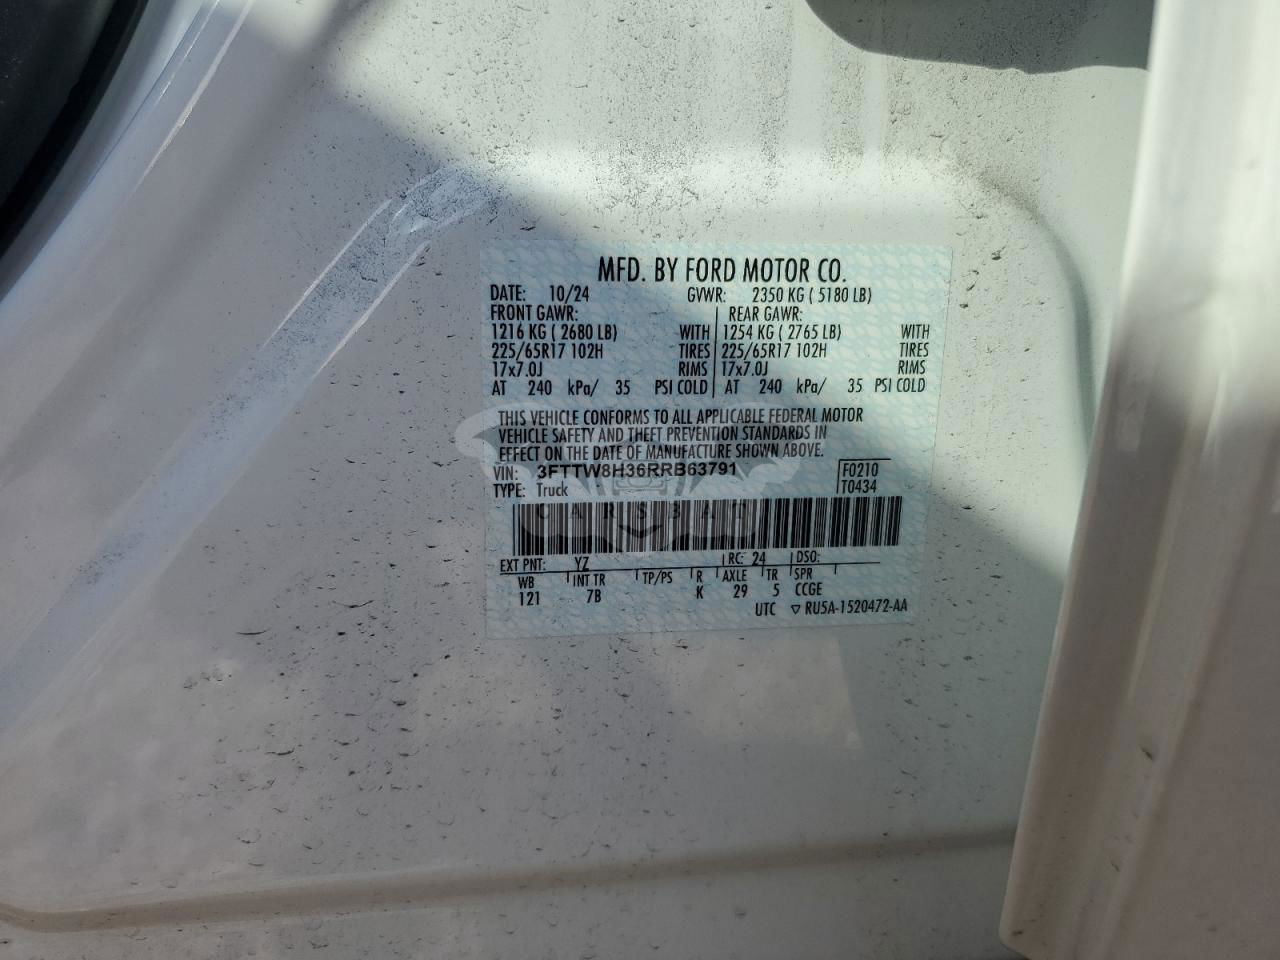 MFD. BY FORD MOTOR CO.
DATE: 10/24 GVWR: 2350 KG ( 5180 LB)
FRONT GAWR: REAR GAWR:
1216 KG ( 2680 LB) WITH 1254 KG ( 2765 LB) WITH
225/65R17 102H TIRES 225/65R17 102H TIRES
17x7.0J RIMS 17x7.0J RIMS
AT 240 kPa/ 35 PSI COLD AT 240 kPa/ 35 PSI COLD
THIS VEHICLE CONFORMS TO ALL APPLICABLE FEDERAL MOTOR
VEHICLE SAFETY AND THEFT PREVENTION STANDARDS IN
EFFECT ON THE DATE OF MANUFACTURE SHOWN ABOVE.
VIN: 3FTTW8H36RRB63791 F0210
TYPE: Truck T0434
CARSBAT
EXT PNT: YZ RC: 24 DSO:
WB INT TR TP/PS R AXLE TR SPR
121 7B K 29 5 CCGE
UTC ▽ RU5A-1520472-AA